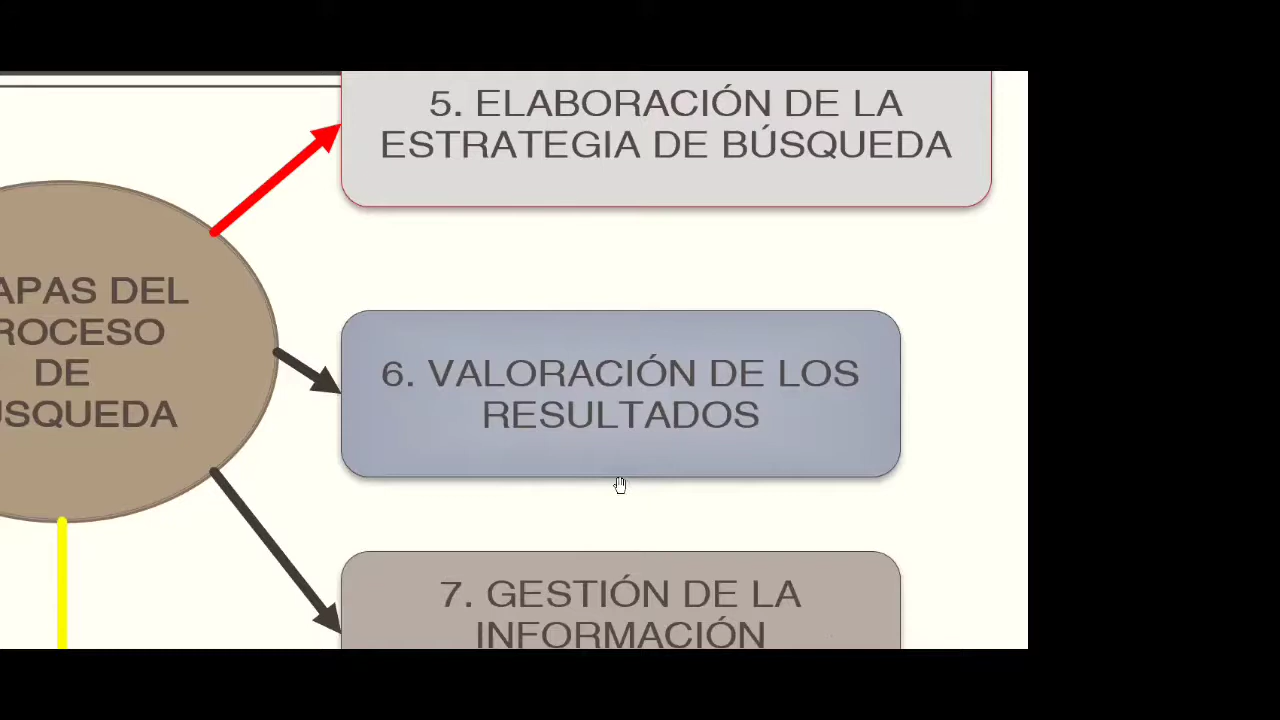 5. ELABORACIÓN DE LA
ESTRATEGIA DE BÚSQUEDA
APAS DEL
ROCESO
DE
ÚSQUEDA
6. VALORACIÓN DE LOS
RESULTADOS
7. GESTIÓN DE LA
INFORMACIÓN